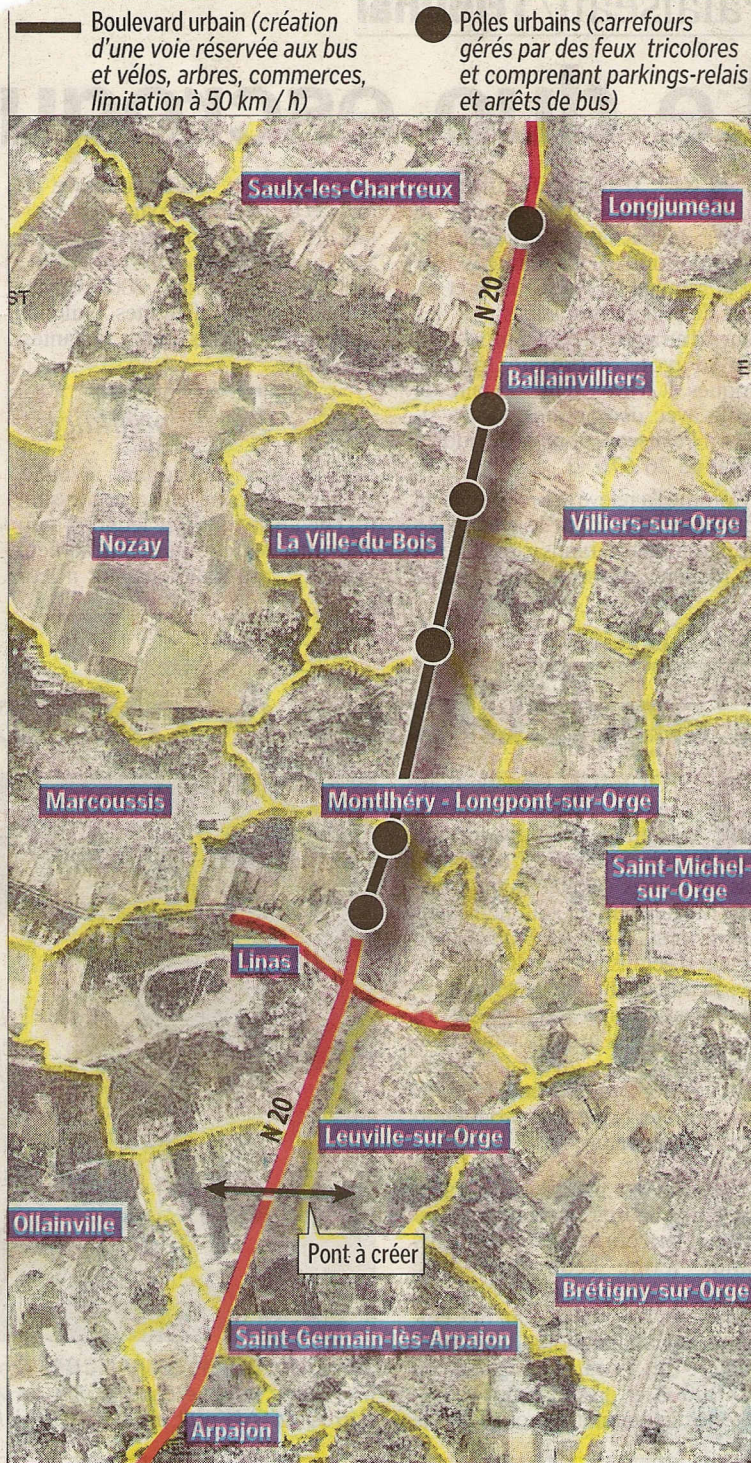 Boulevard urbain (création
d'une voie réservée aux bus
et vélos, arbres, commerces,
limitation à 50 km / h)
Pôles urbains (carrefours
gérés par des feux tricolores
et comprenant parkings-relais
et arrêts de bus)
Saulx-les-Chartreux
Longjumeau
ST
N 20
Ballainvilliers
Villiers-sur-Orge
Nozay
La Ville-du-Bois
Marcoussis
Montlhéry - Longpont-sur-Orge
Saint-Michel-
sur-Orge
Linas
N 20
Leuville-sur-Orge
Ollainville
Pont à créer
Brétigny-sur-Orge
Saint-Germain-lès-Arpajon
Arpajon